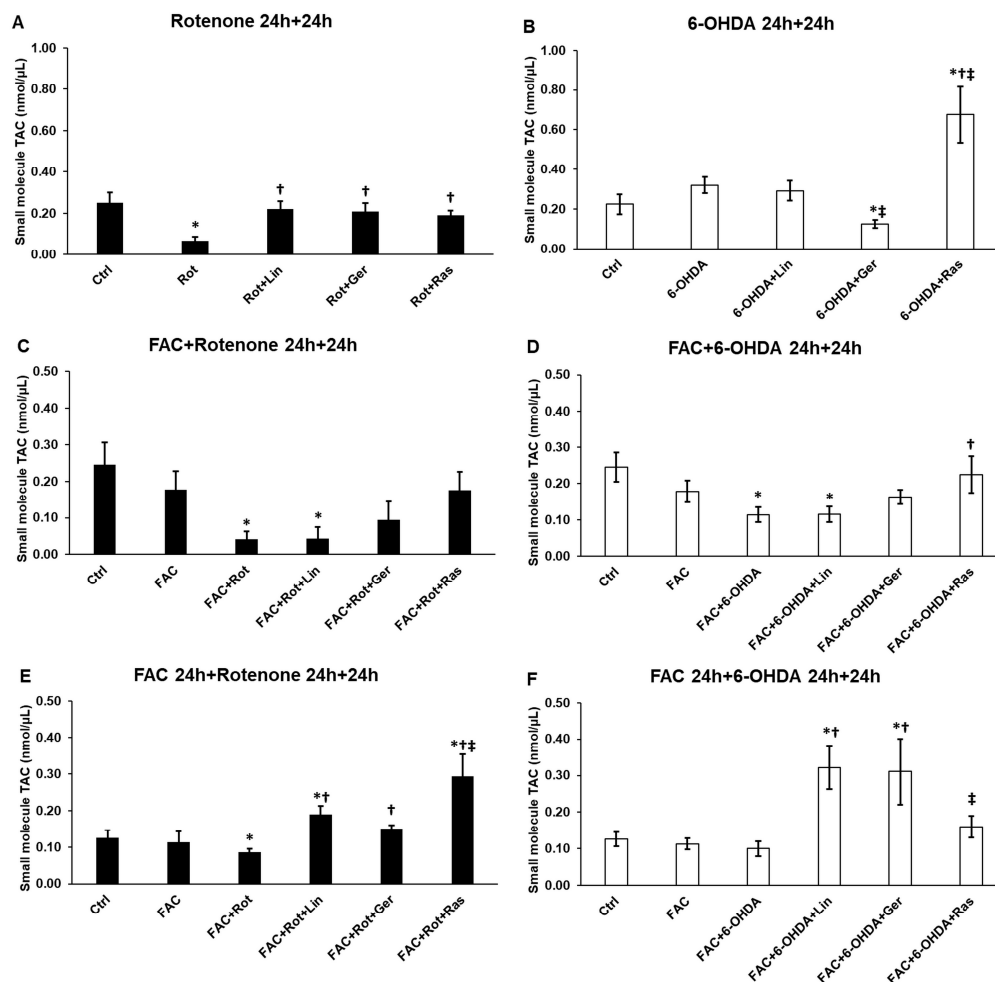 A
Rotenone 24h+24h
Small molecule TAC (nmol/µL)
1.00
0.80
0.60
0.40
0.20
0.00
*
†
†
†
Ctrl
Rot
Rot+Lin
Rot+Ger
Rot+Ras
B
6-OHDA 24h+24h
Small molecule TAC (nmol/µL)
1.00
0.80
0.60
0.40
0.20
0.00
*‡
*†‡
Ctrl
6-OHDA
6-OHDA+Lin
6-OHDA+Ger
6-OHDA+Ras
C
FAC+Rotenone 24h+24h
Small molecule TAC (nmol/µL)
0.50
0.40
0.30
0.20
0.10
0.00
*
*
Ctrl
FAC
FAC+Rot
FAC+Rot+Lin
FAC+Rot+Ger
FAC+Rot+Ras
D
FAC+6-OHDA 24h+24h
Small molecule TAC (nmol/µL)
0.50
0.40
0.30
0.20
0.10
0.00
*
*
†
Ctrl
FAC
FAC+6-OHDA
FAC+6-OHDA+Lin
FAC+6-OHDA+Ger
FAC+6-OHDA+Ras
E
FAC 24h+Rotenone 24h+24h
Small molecule TAC (nmol/µL)
0.50
0.40
0.30
0.20
0.10
0.00
*
*†
†
*†‡
Ctrl
FAC
FAC+Rot
FAC+Rot+Lin
FAC+Rot+Ger
FAC+Rot+Ras
F
FAC 24h+6-OHDA 24h+24h
Small molecule TAC (nmol/µL)
0.50
0.40
0.30
0.20
0.10
0.00
*†
*†
‡
Ctrl
FAC
FAC+6-OHDA
FAC+6-OHDA+Lin
FAC+6-OHDA+Ger
FAC+6-OHDA+Ras